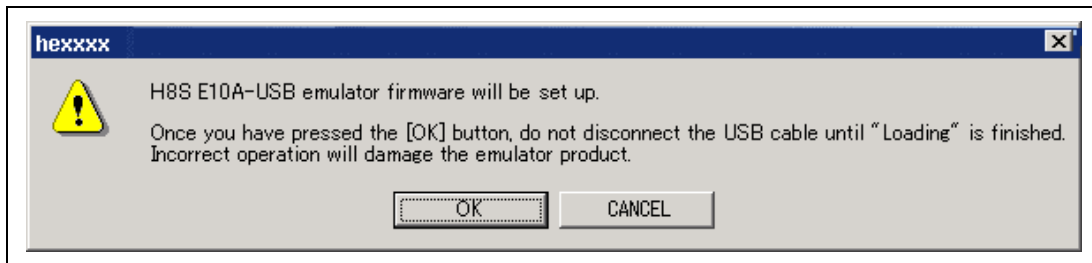 hexxxx
H8S E10A-USB emulator firmware will be set up.
Once you have pressed the [OK] button, do not disconnect the USB cable until "Loading" is finished.
Incorrect operation will damage the emulator product.
OK
CANCEL